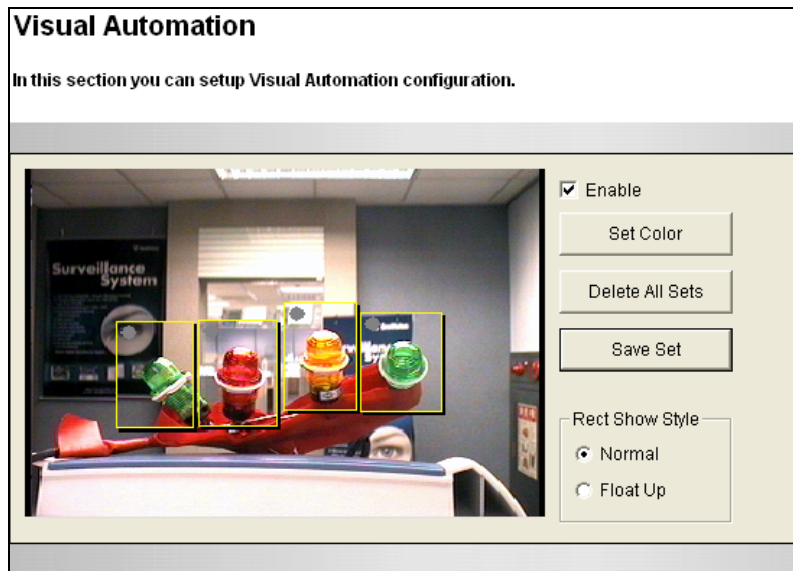 Visual Automation
In this section you can setup Visual Automation configuration.
Surveillance
System
Enable
Set Color
Delete All Sets
Save Set
Rect Show Style
Normal
Float Up